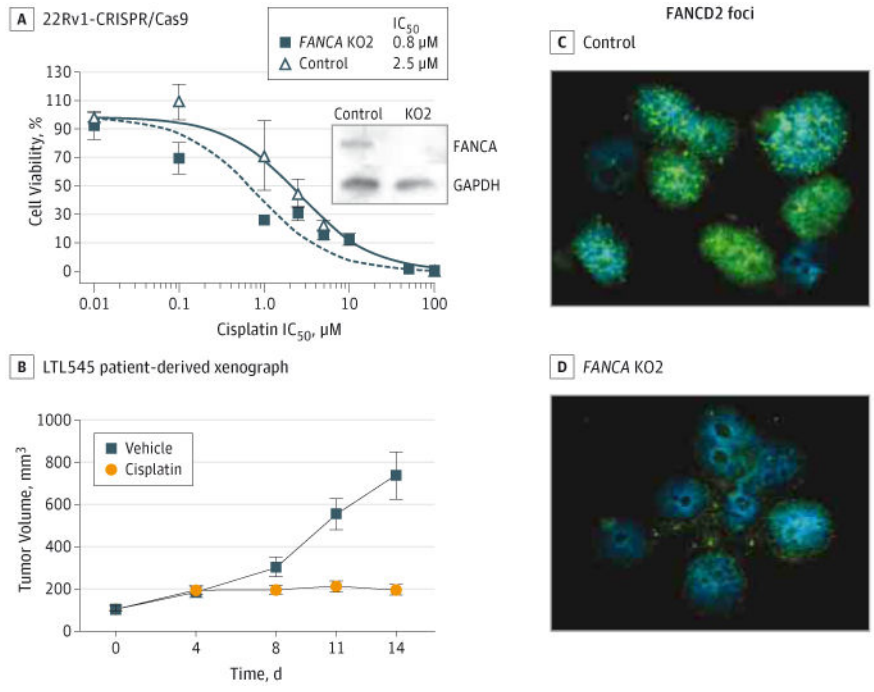 A 22Rv1-CRISPR/Cas9
IC50
FANCA KO2 0.8 µM
Control 2.5 µM
130
110
90
70
50
30
10
0
Cell Viability, %
Control KO2
FANCA
GAPDH
0.01 0.1 1.0 10 100
Cisplatin IC50, µM
B LTL545 patient-derived xenograph
1000
800
600
400
200
0
Tumor Volume, mm3
Vehicle
Cisplatin
0 4 8 11 14
Time, d
FANCD2 foci
C Control
D FANCA KO2